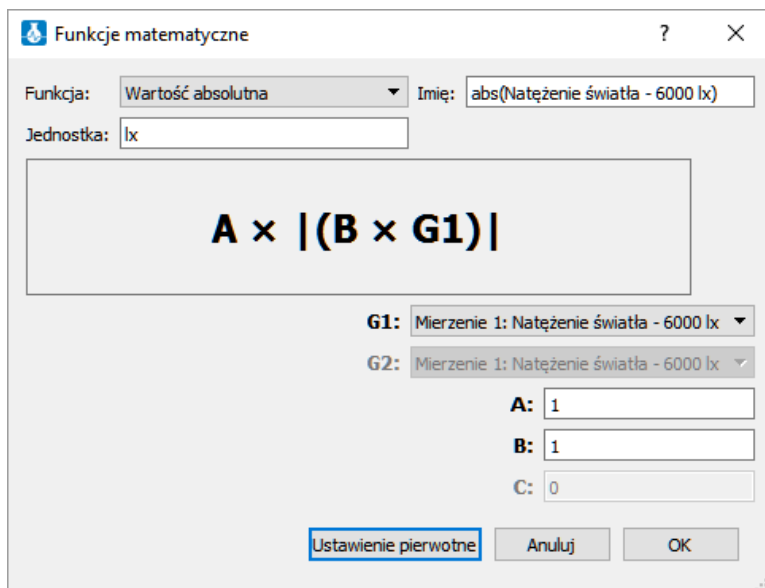 Funkcje matematyczne ?
Funkcja: Wartość absolutna Imię: abs(Natężenie światła - 6000 lx)
Jednostka: lx
A × |(B × G1)|
G1: Mierzenie 1: Natężenie światła - 6000 lx
G2: Mierzenie 1: Natężenie światła - 6000 lx
A: 1
B: 1
C: 0
Ustawienie pierwotne Anuluj OK